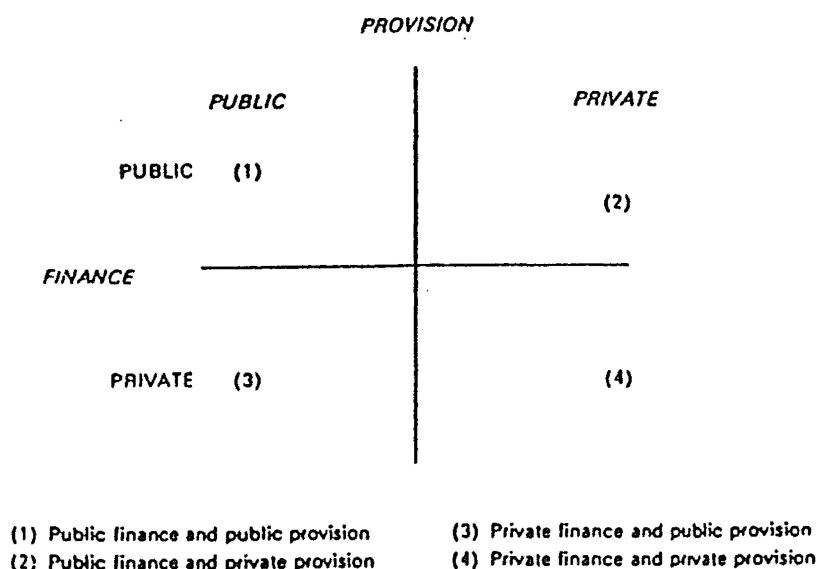 PROVISION
PUBLIC PRIVATE
PUBLIC (1)
(2)
FINANCE
PRIVATE (3) (4)
(1) Public finance and public provision (3) Private finance and public provision
(2) Public finance and private provision (4) Private finance and private provision